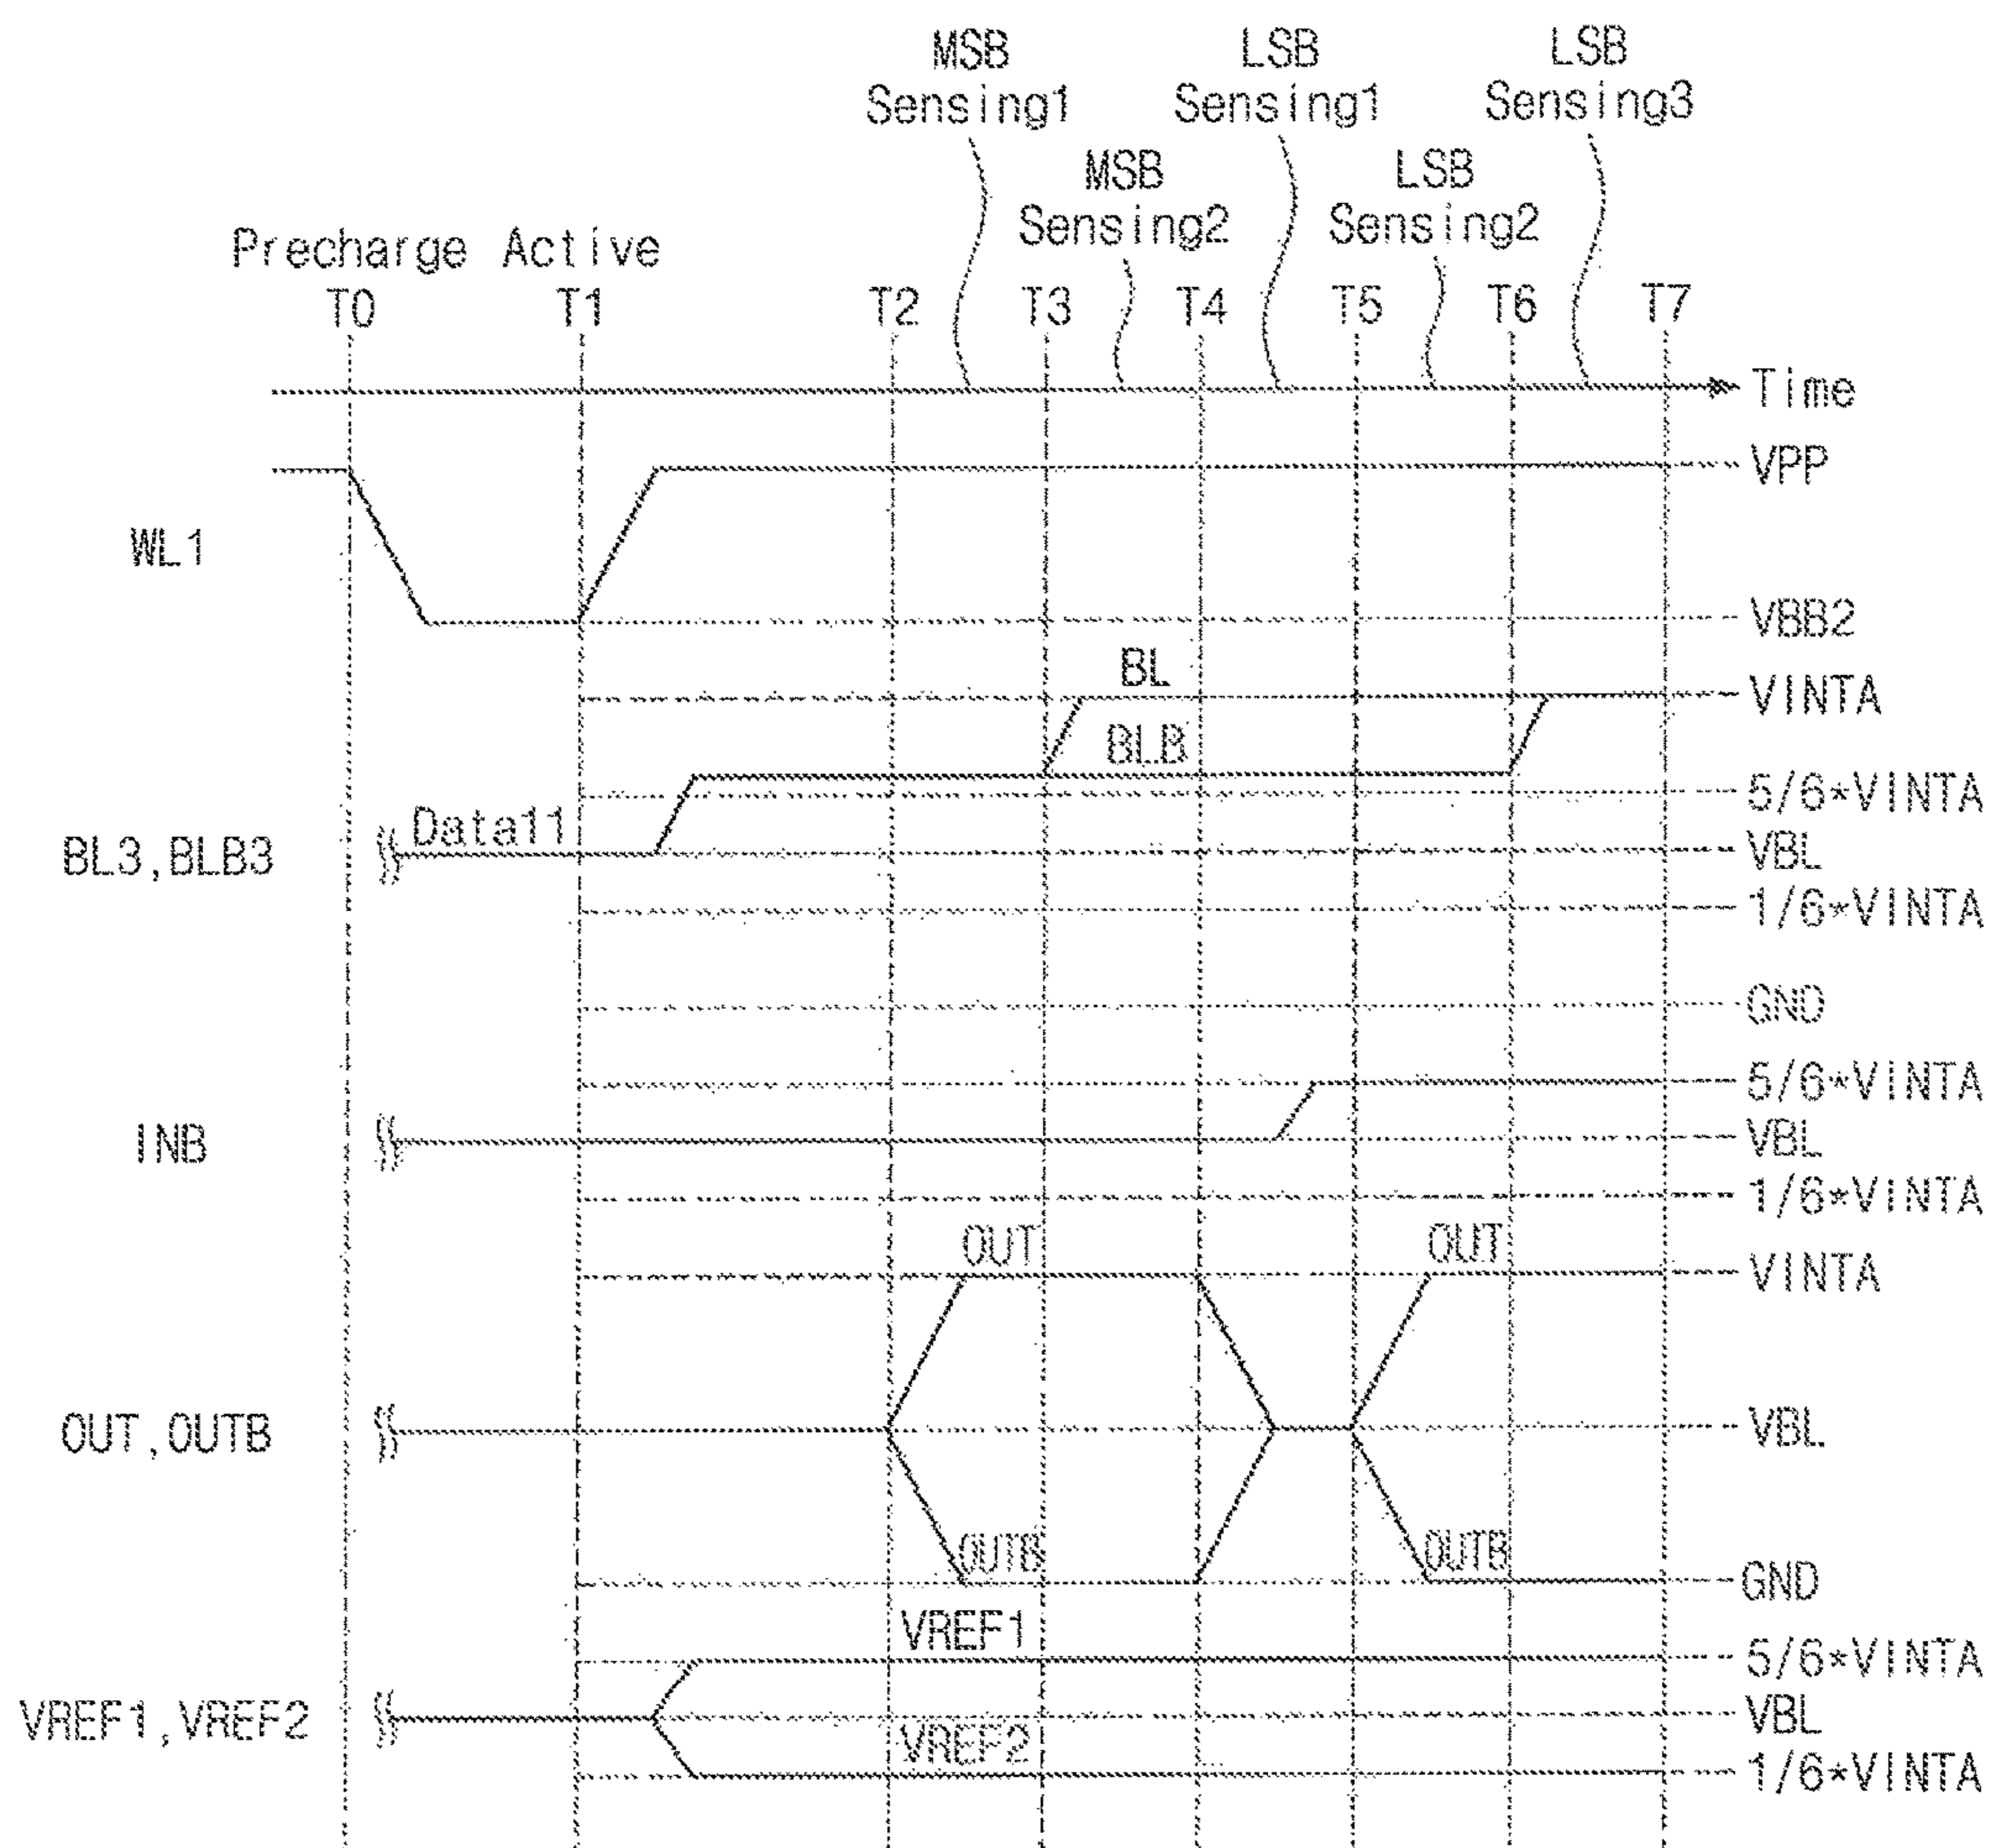 MSB
Sensing1
LSB
Sensing1
LSB
Sensing3
MSB
Sensing2
LSB
Sensing2
Precharge Active
T0
T1
T2
T3
T4
T5
T6
T7
Time
VPP
WL1
VBB2
BL
VINTA
BLB
5/6*VINTA
Data11
BL3,BLB3
VBL
1/6*VINTA
GND
5/6*VINTA
INB
VBL
1/6*VINTA
OUT
OUT
VINTA
OUT,OUTB
VBL
OUTB
OUTB
GND
VREF1
5/6*VINTA
VREF1,VREF2
VBL
VREF2
1/6*VINTA